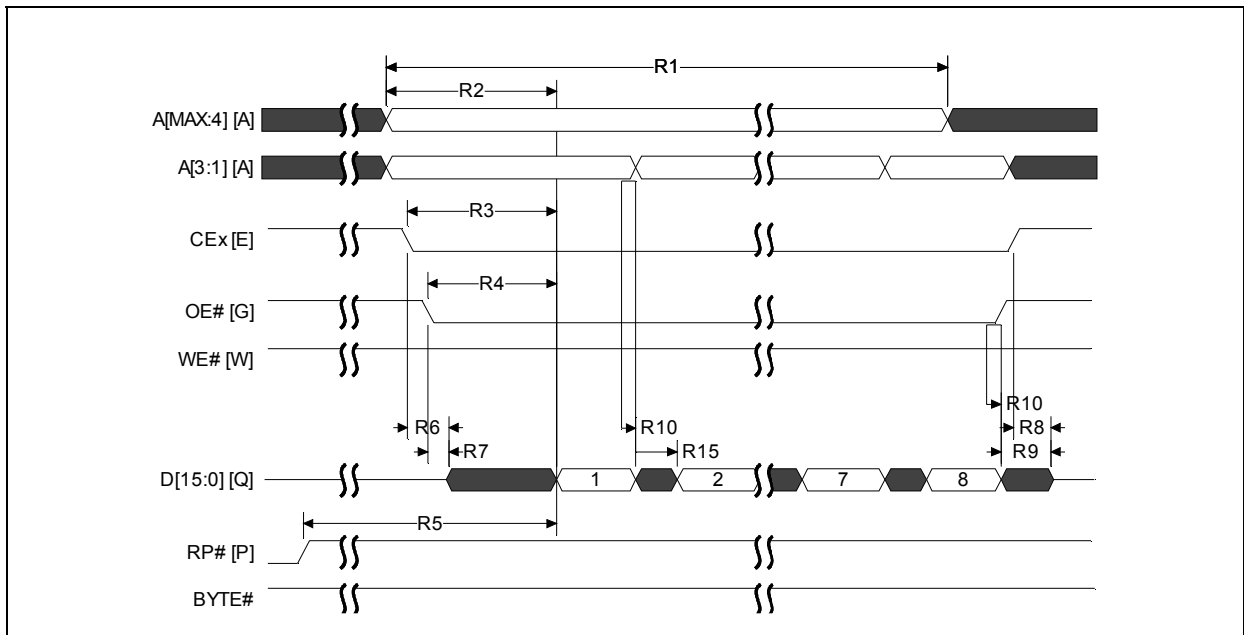 R1
R2
A[MAX:4] [A]
A[3:1] [A]
R3
CEx [E]
R4
OE# [G]
WE# [W]
R10
R6
R10
R8
R7
R15
R9
D[15:0] [Q]
1
2
7
8
R5
RP# [P]
BYTE#